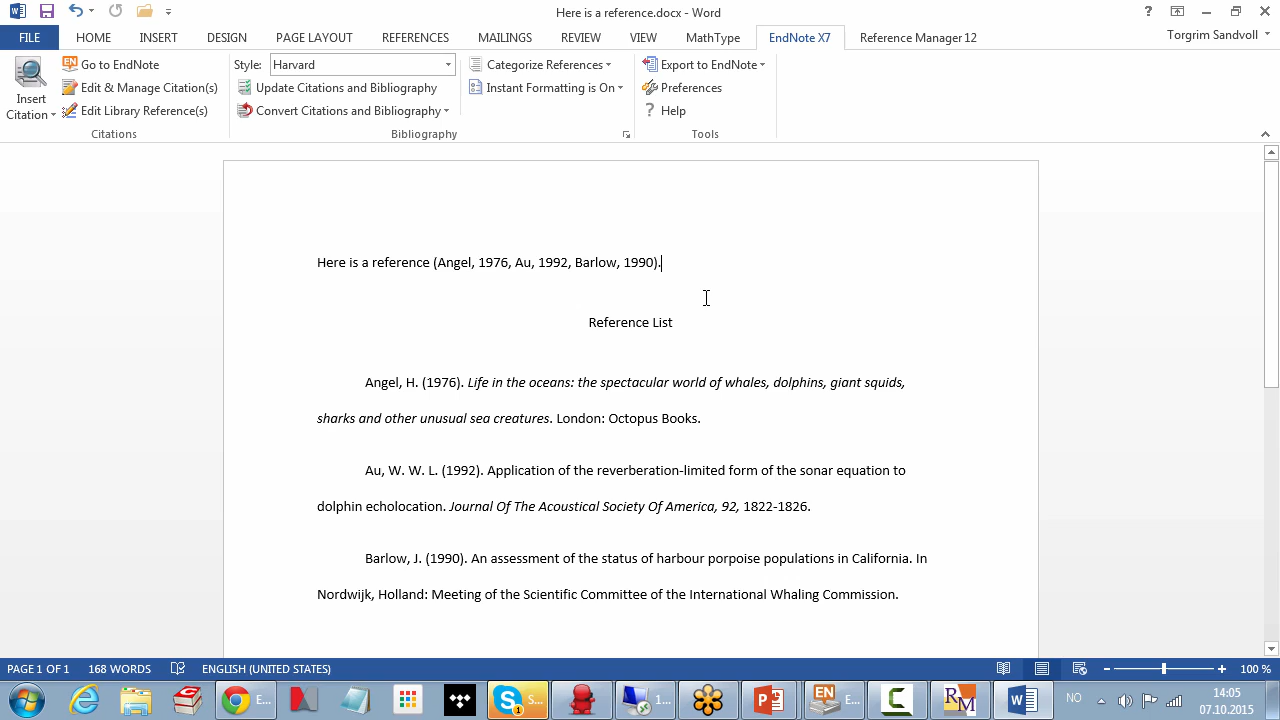 Here is a reference.docx - Word
?
FILE HOME INSERT DESIGN PAGE LAYOUT REFERENCES MAILINGS REVIEW VIEW MathType EndNote X7 Reference Manager 12 Torgrim Sandvoll
EN Go to EndNote Style: Harvard Categorize References Export to EndNote
Insert Citation Edit & Manage Citation(s) Update Citations and Bibliography Instant Formatting is On Preferences
Edit Library Reference(s) Convert Citations and Bibliography ? Help
Citations Bibliography Tools
Here is a reference (Angel, 1976, Au, 1992, Barlow, 1990).
Reference List
Angel, H. (1976). Life in the oceans: the spectacular world of whales, dolphins, giant squids,
sharks and other unusual sea creatures. London: Octopus Books.
Au, W. W. L. (1992). Application of the reverberation-limited form of the sonar equation to
dolphin echolocation. Journal Of The Acoustical Society Of America, 92, 1822-1826.
Barlow, J. (1990). An assessment of the status of harbour porpoise populations in California. In
Nordwijk, Holland: Meeting of the Scientific Committee of the International Whaling Commission.
PAGE 1 OF 1 168 WORDS ENGLISH (UNITED STATES) 100 %
E... S... 1 1... EN E... RM NO 14:05
07.10.2015